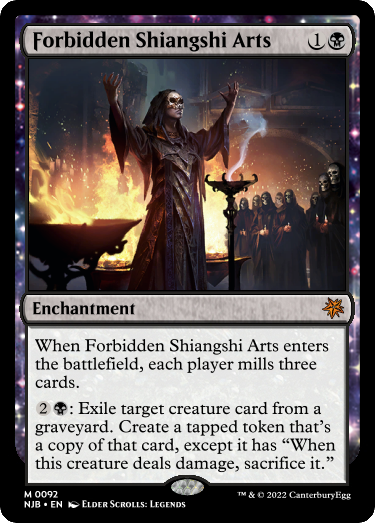 Forbidden Shiangshi Arts 1
Enchantment
When Forbidden Shiangshi Arts enters
the battlefield, each player mills three
cards.
2 : Exile target creature card from a
graveyard. Create a tapped token that's
a copy of that card, except it has “When
this creature deals damage, sacrifice it.”
M 0092
NJB • EN Elder Scrolls: Legends
™ & © 2022 CanterburyEgg